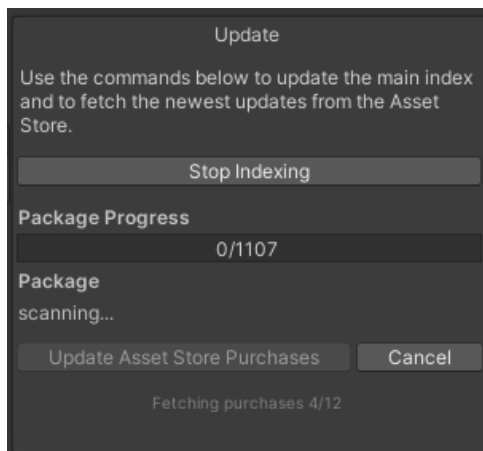 Update
Use the commands below to update the main index
and to fetch the newest updates from the Asset
Store.
Stop Indexing
Package Progress
0/1107
Package
scanning...
Update Asset Store Purchases
Cancel
Fetching purchases 4/12